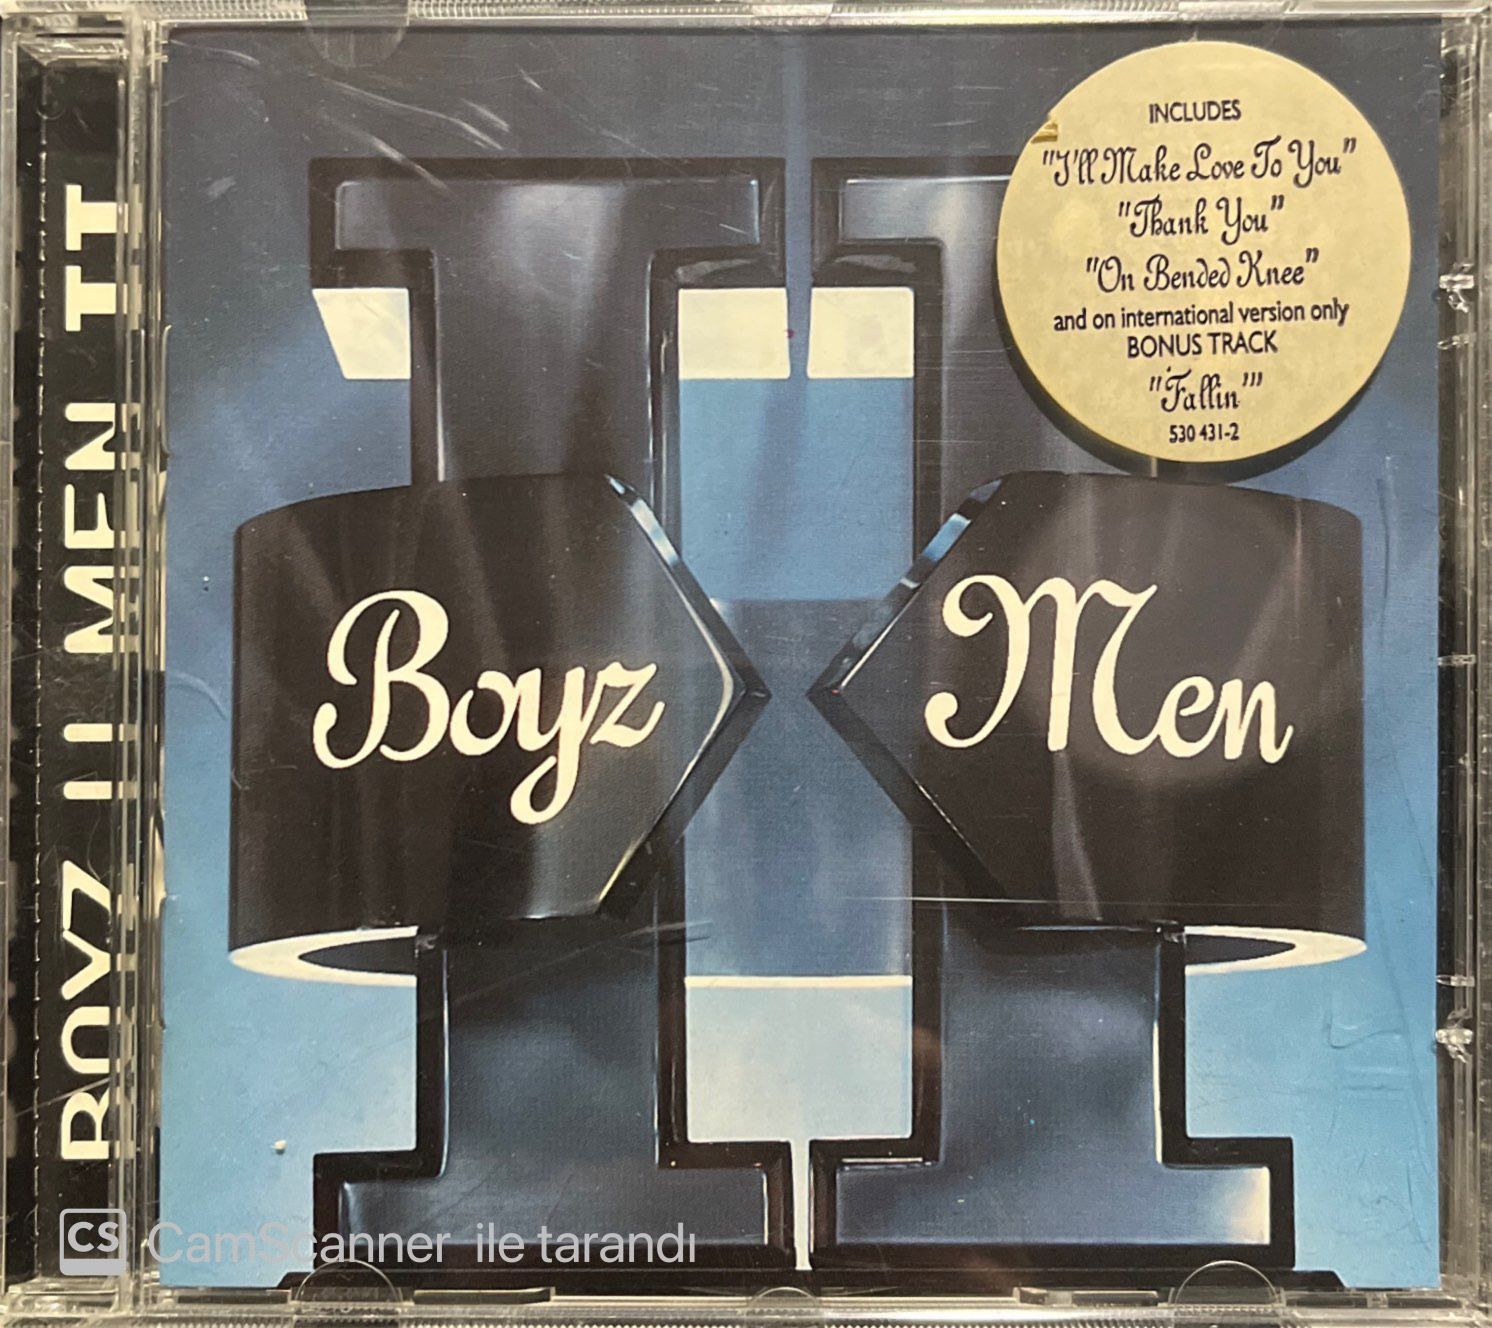 BOYZ II MEN II
INCLUDES
"I'll Make Love To You"
"Thank You"
"On Bended Knee"
and on international version only
BONUS TRACK
"Fallin'"
530 431-2
Boyz Men
CS CamScanner ile tarandı